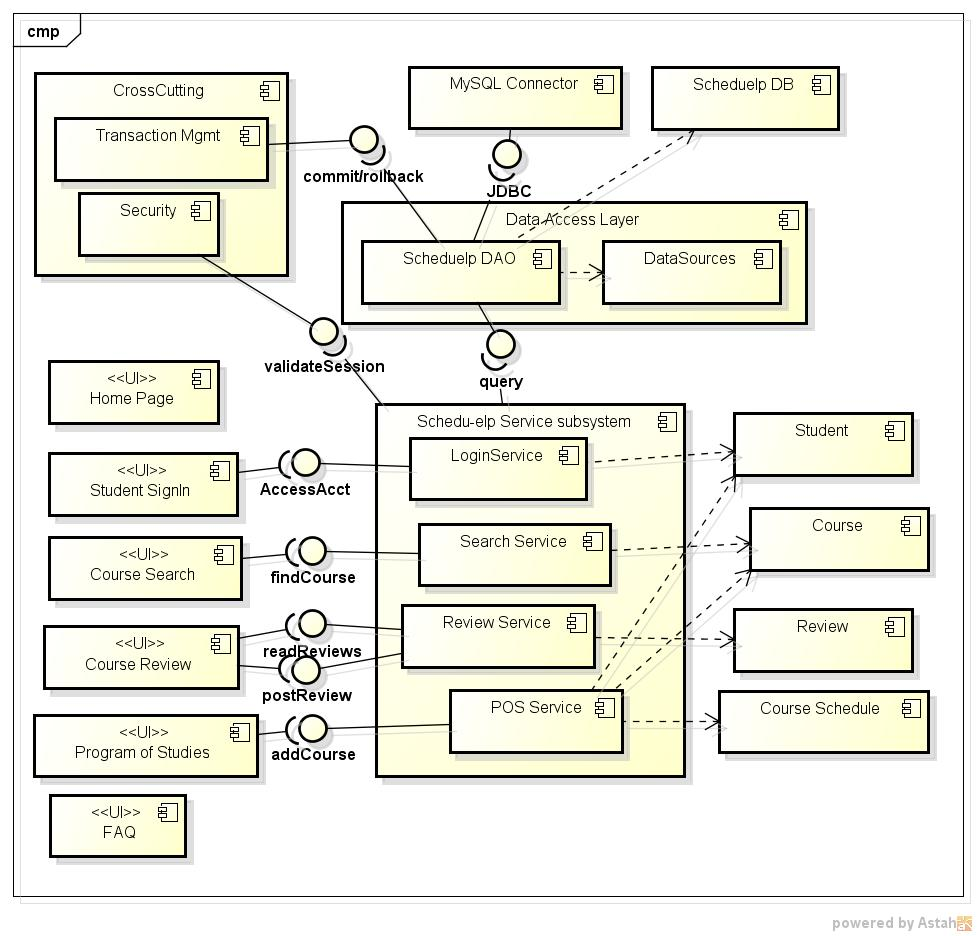 cmp
CrossCutting
Transaction Mgmt
Security
MySQL Connector
Scheduelp DB
commit/rollback
JDBC
Data Access Layer
Scheduelp DAO
DataSources
validateSession
query
<<UI>>
Home Page
Schedu-elp Service subsystem
LoginService
Student
<<UI>>
Student SignIn
AccessAcct
Search Service
Course
<<UI>>
Course Search
findCourse
Review Service
Review
<<UI>>
Course Review
readReviews
postReview
POS Service
Course Schedule
<<UI>>
Program of Studies
addCourse
<<UI>>
FAQ
powered by Astah